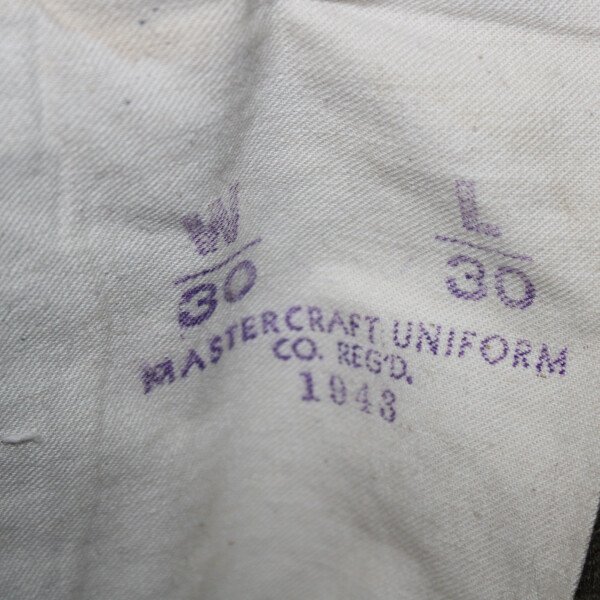 W L
30 30
MASTERCRAFT UNIFORM
CO. REG'D.
1943